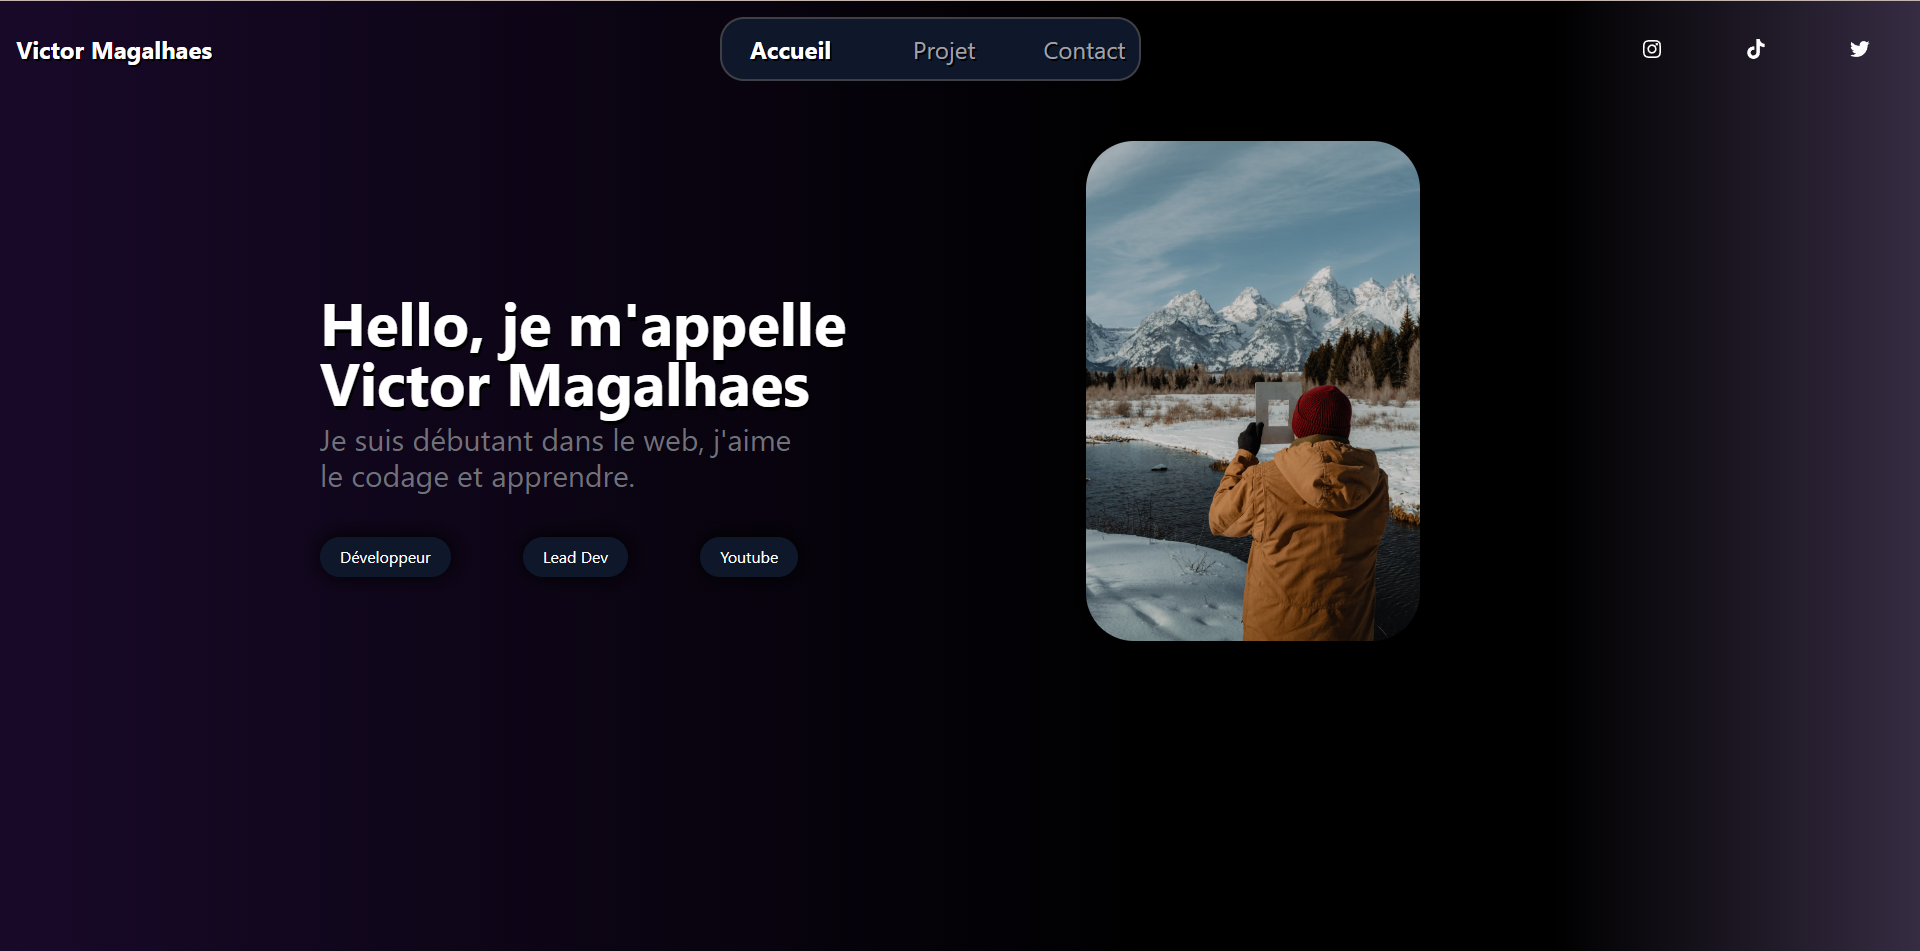 Victor Magalhaes
Accueil
Projet
Contact
Hello, je m'appelle
Victor Magalhaes
Je suis débutant dans le web, j'aime
le codage et apprendre.
Développeur
Lead Dev
Youtube